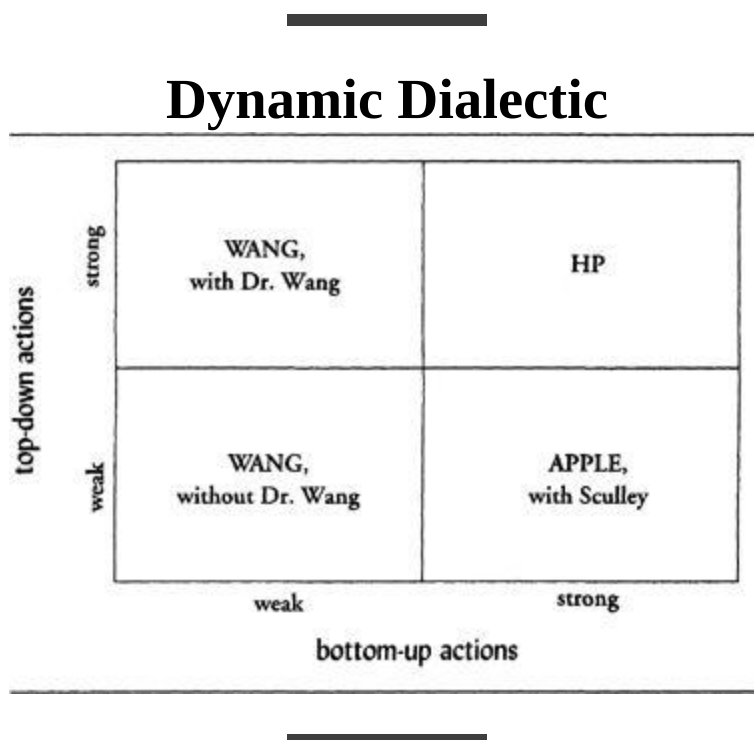 Dynamic Dialectic
top-down actions
strong
WANG,
with Dr. Wang
HP
weak
WANG,
without Dr. Wang
APPLE,
with Sculley
weak
strong
bottom-up actions